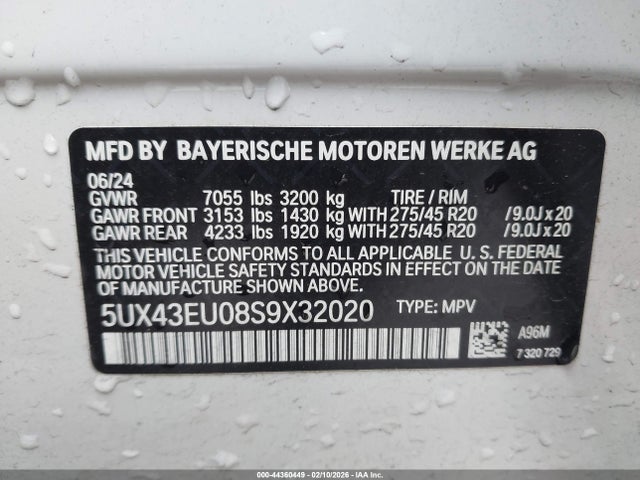 MFD BY BAYERISCHE MOTOREN WERKE AG
06/24
GVWR 7055 lbs 3200 kg TIRE / RIM
GAWR FRONT 3153 lbs 1430 kg WITH 275/45 R20 /9.0J x 20
GAWR REAR 4233 lbs 1920 kg WITH 275/45 R20 /9.0J x 20
THIS VEHICLE CONFORMS TO ALL APPLICABLE U. S. FEDERAL
MOTOR VEHICLE SAFETY STANDARDS IN EFFECT ON THE DATE
OF MANUFACTURE SHOWN ABOVE.
5UX43EU08S9X32020 TYPE: MPV
A96M
7 320 729
000-44360449 - 02/10/2026 - © COPYRIGHT IAA, LLC